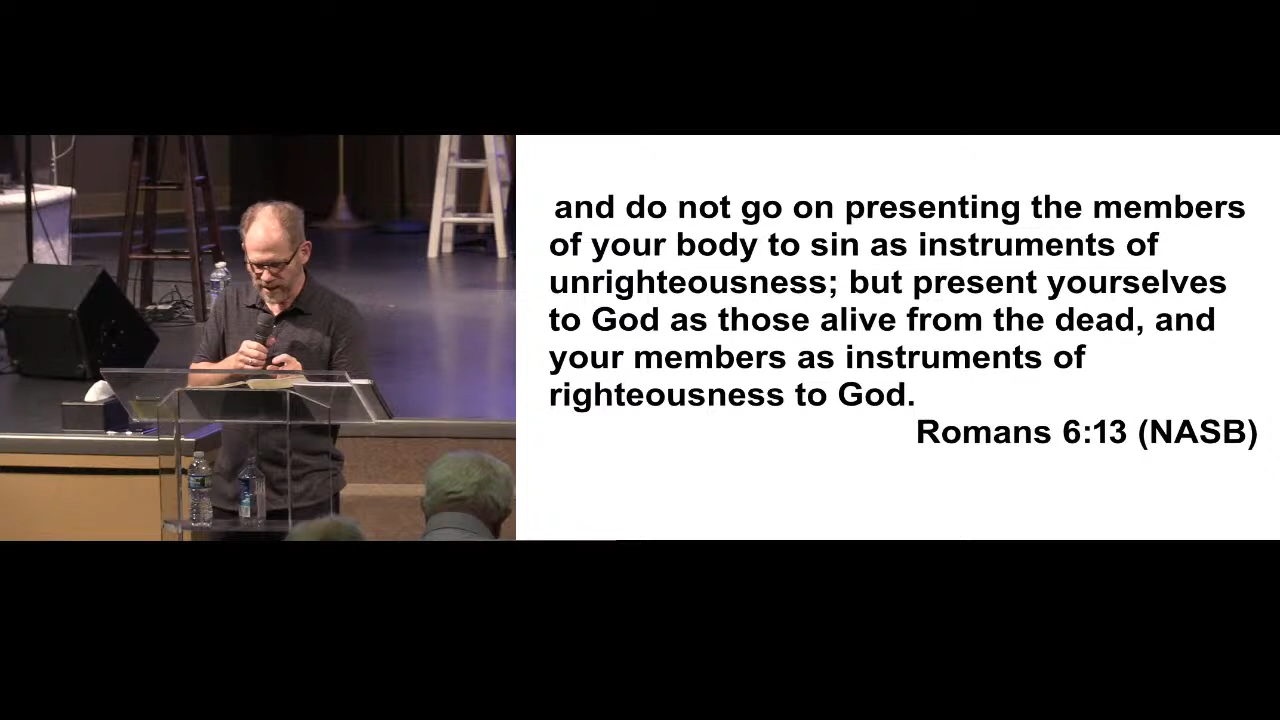 and do not go on presenting the members
of your body to sin as instruments of
unrighteousness; but present yourselves
to God as those alive from the dead, and
your members as instruments of
righteousness to God.
Romans 6:13 (NASB)